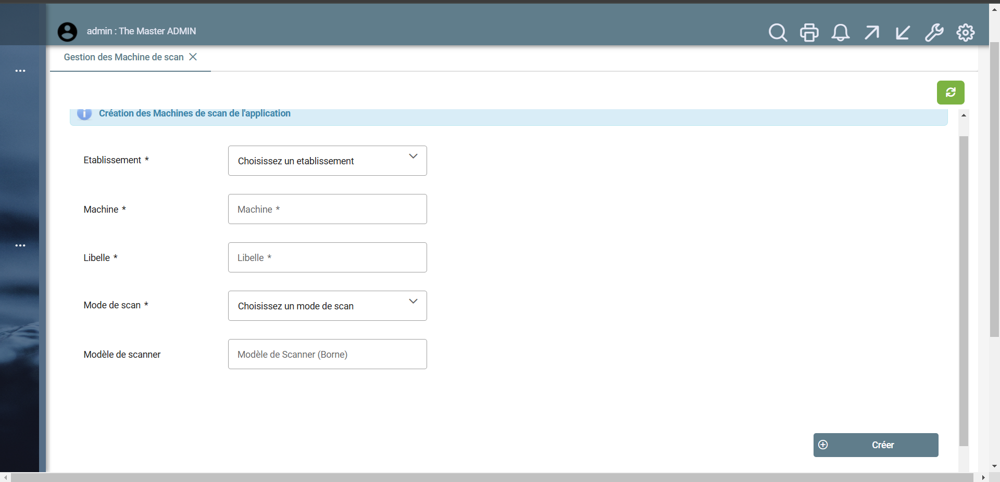 admin : The Master ADMIN
Gestion des Machine de scan
Création des Machines de scan de l'application
Etablissement *
Choisissez un etablissement
Machine *
Machine *
Libelle *
Libelle *
Mode de scan *
Choisissez un mode de scan
Modèle de scanner
Modèle de Scanner (Borne)
Créer